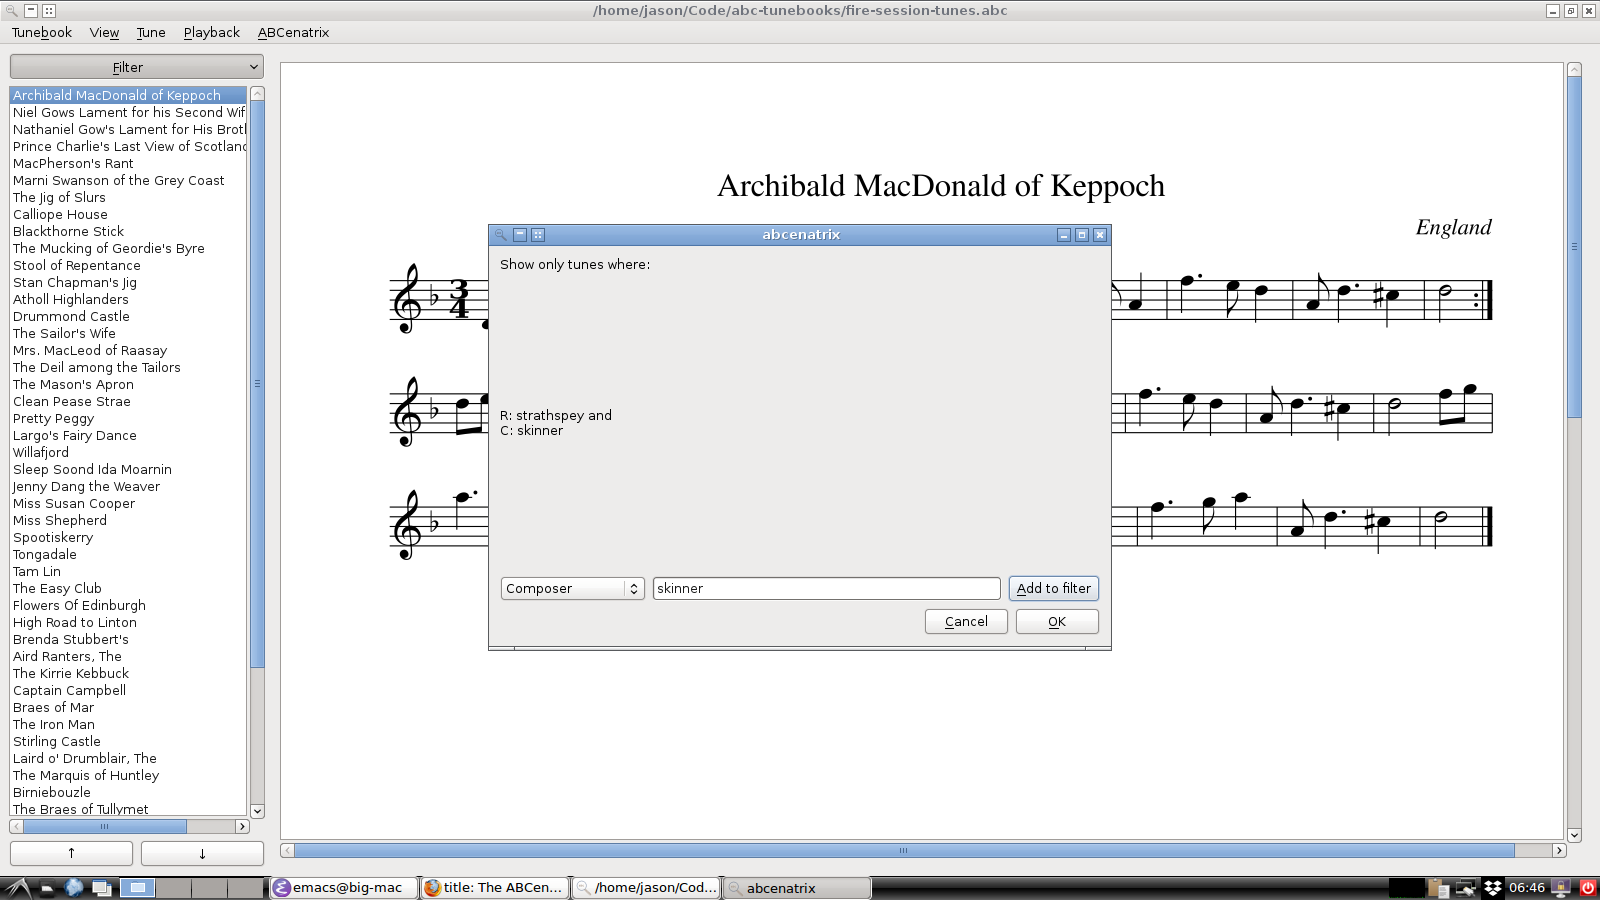 /home/jason/Code/abc-tunebooks/fire-session-tunes.abc
Tunebook View Tune Playback ABCenatrix
Filter
Archibald MacDonald of Keppoch
Niel Gows Lament for his Second Wif
Nathaniel Gow's Lament for His Brotl
Prince Charlie's Last View of Scotland
MacPherson's Rant
Marni Swanson of the Grey Coast
The Jig of Slurs
Calliope House
Blackthorne Stick
The Mucking of Geordie's Byre
Stool of Repentance
Stan Chapman's Jig
Atholl Highlanders
Drummond Castle
The Sailor's Wife
Mrs. MacLeod of Raasay
The Deil among the Tailors
The Mason's Apron
Clean Pease Strae
Pretty Peggy
Largo's Fairy Dance
Willafjord
Sleep Soond Ida Moarnin
Jenny Dang the Weaver
Miss Susan Cooper
Miss Shepherd
Spootiskerry
Tongadale
Tam Lin
The Easy Club
Flowers Of Edinburgh
High Road to Linton
Brenda Stubbert's
Aird Ranters, The
The Kirrie Kebbuck
Captain Campbell
Braes of Mar
The Iron Man
Stirling Castle
Laird o' Drumblair, The
The Marquis of Huntley
Birniebouzle
The Braes of Tullymet
↑ ↓
Archibald MacDonald of Keppoch
England
3
4
abcenatrix
Show only tunes where:
R: strathspey and
C: skinner
Composer skinner Add to filter
Cancel OK
emacs@big-mac title: The ABCen... /home/jason/Cod... abcenatrix 06:46